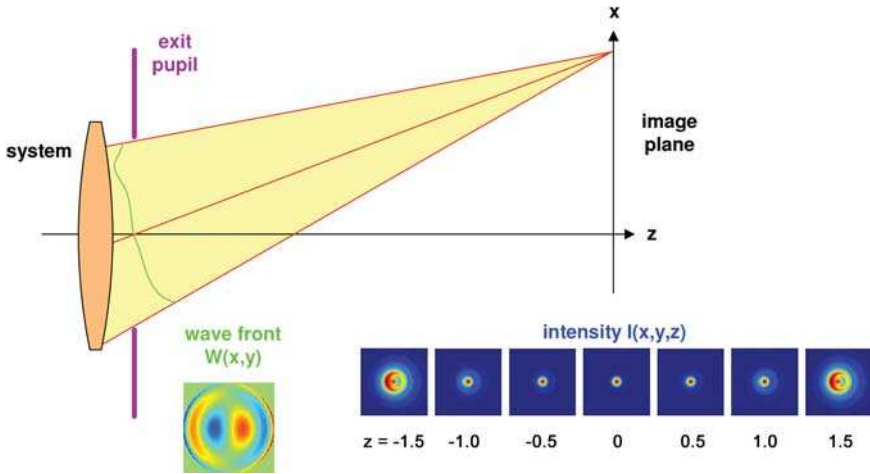 x
exit
pupil
system
image
plane
z
wave front
W(x,y)
intensity I(x,y,z)
z = -1.5 -1.0 -0.5 0 0.5 1.0 1.5